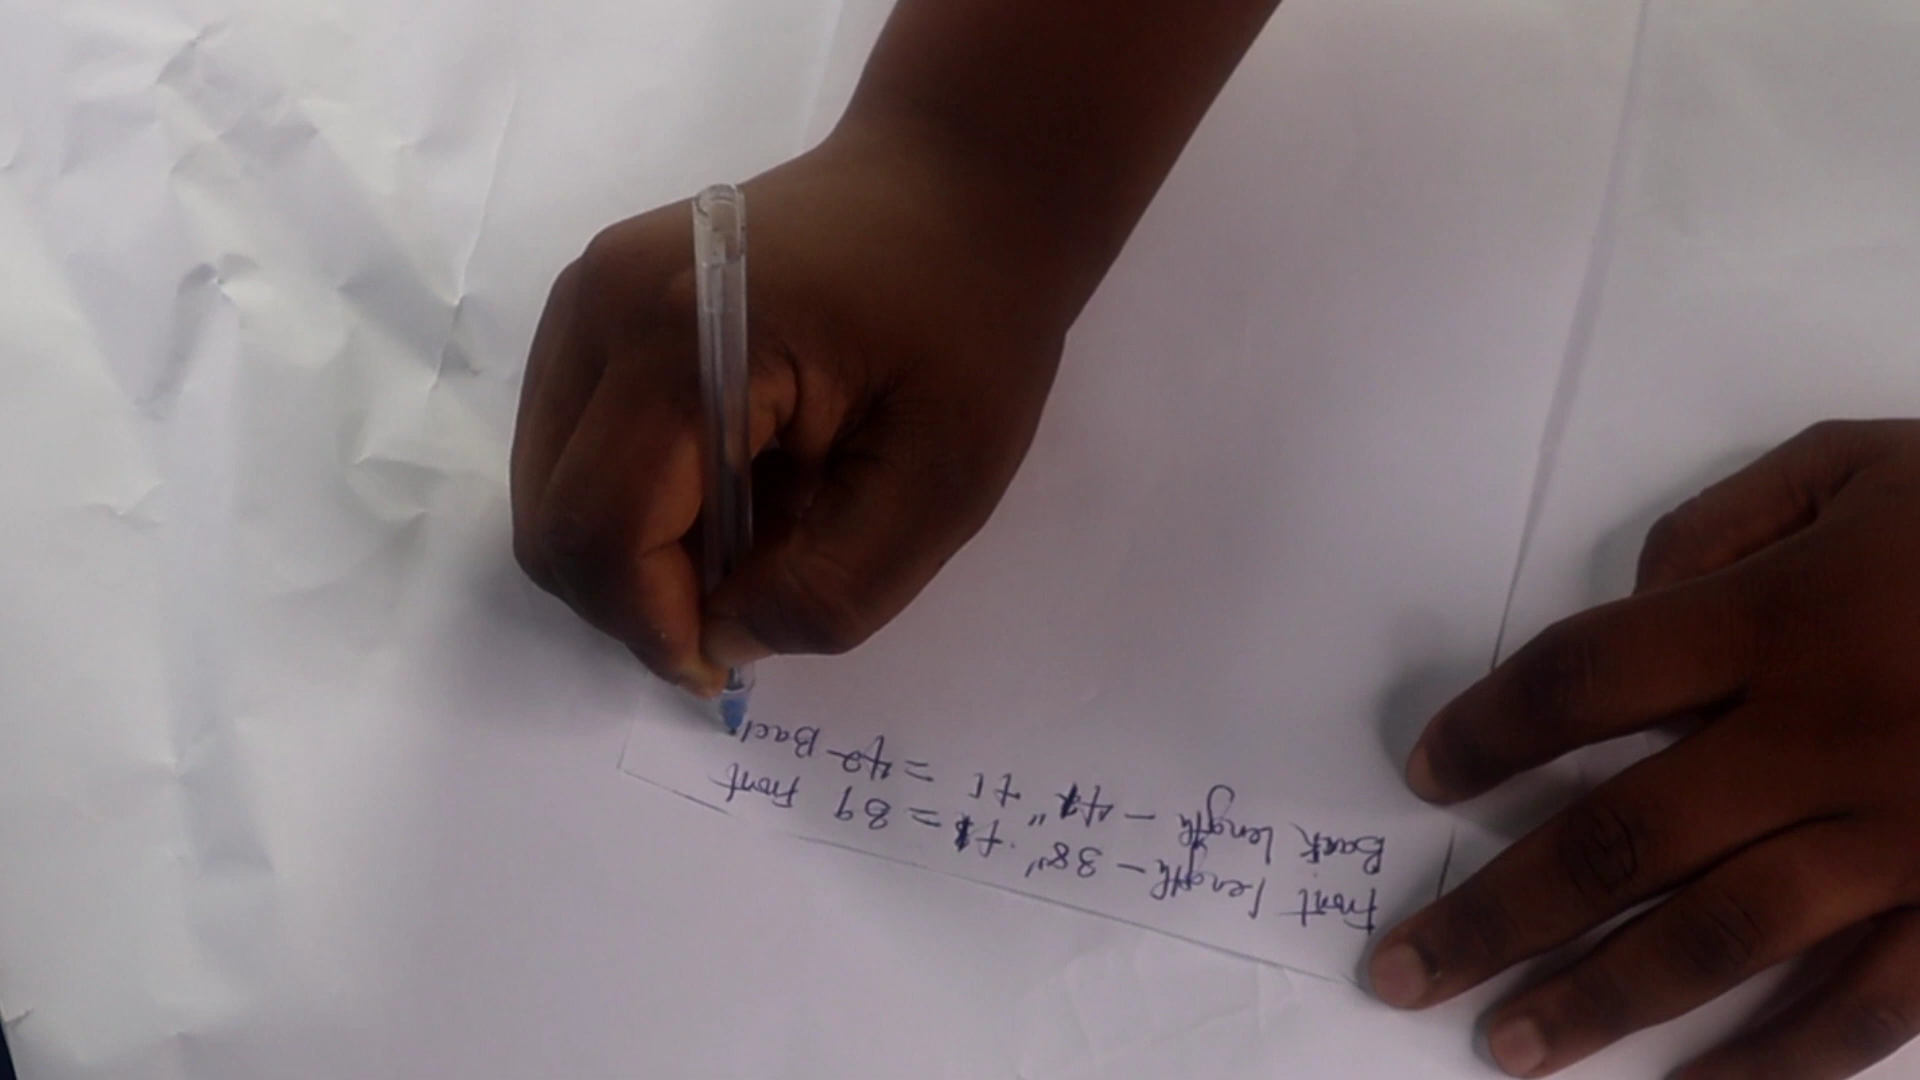 Front length - 38" +1 = 39 Front
Back length - 41" +1 = 42 - Back